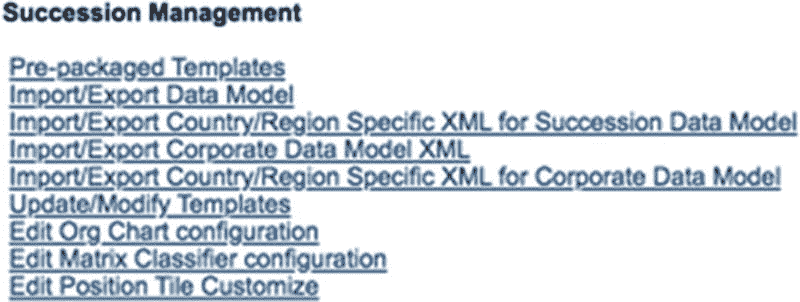 Succession Management
Pre-packaged Templates
Import/Export Data Model
Import/Export Country/Region Specific XML for Succession Data Model
Import/Export Corporate Data Model XML
Import/Export Country/Region Specific XML for Corporate Data Model
Update/Modify Templates
Edit Org Chart configuration
Edit Matrix Classifier configuration
Edit Position Tile Customize